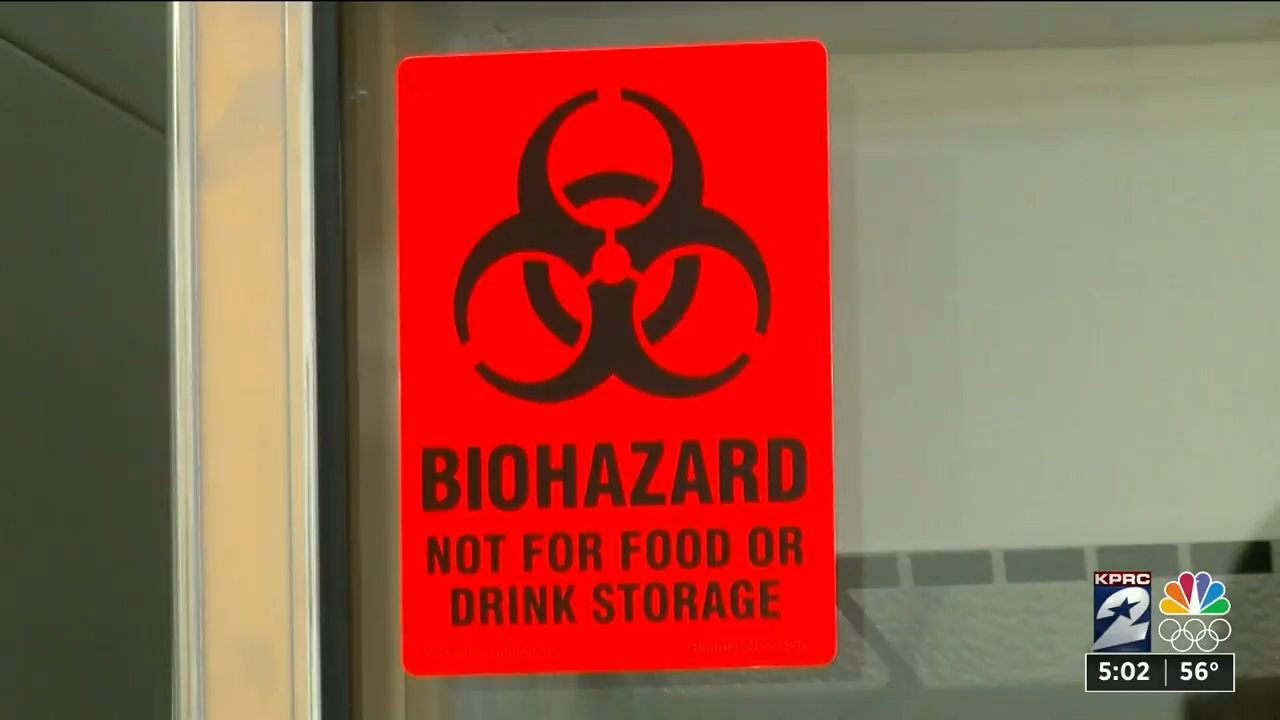 BIOHAZARD
NOT FOR FOOD OR
DRINK STORAGE
KPRC
2
5:02 56°